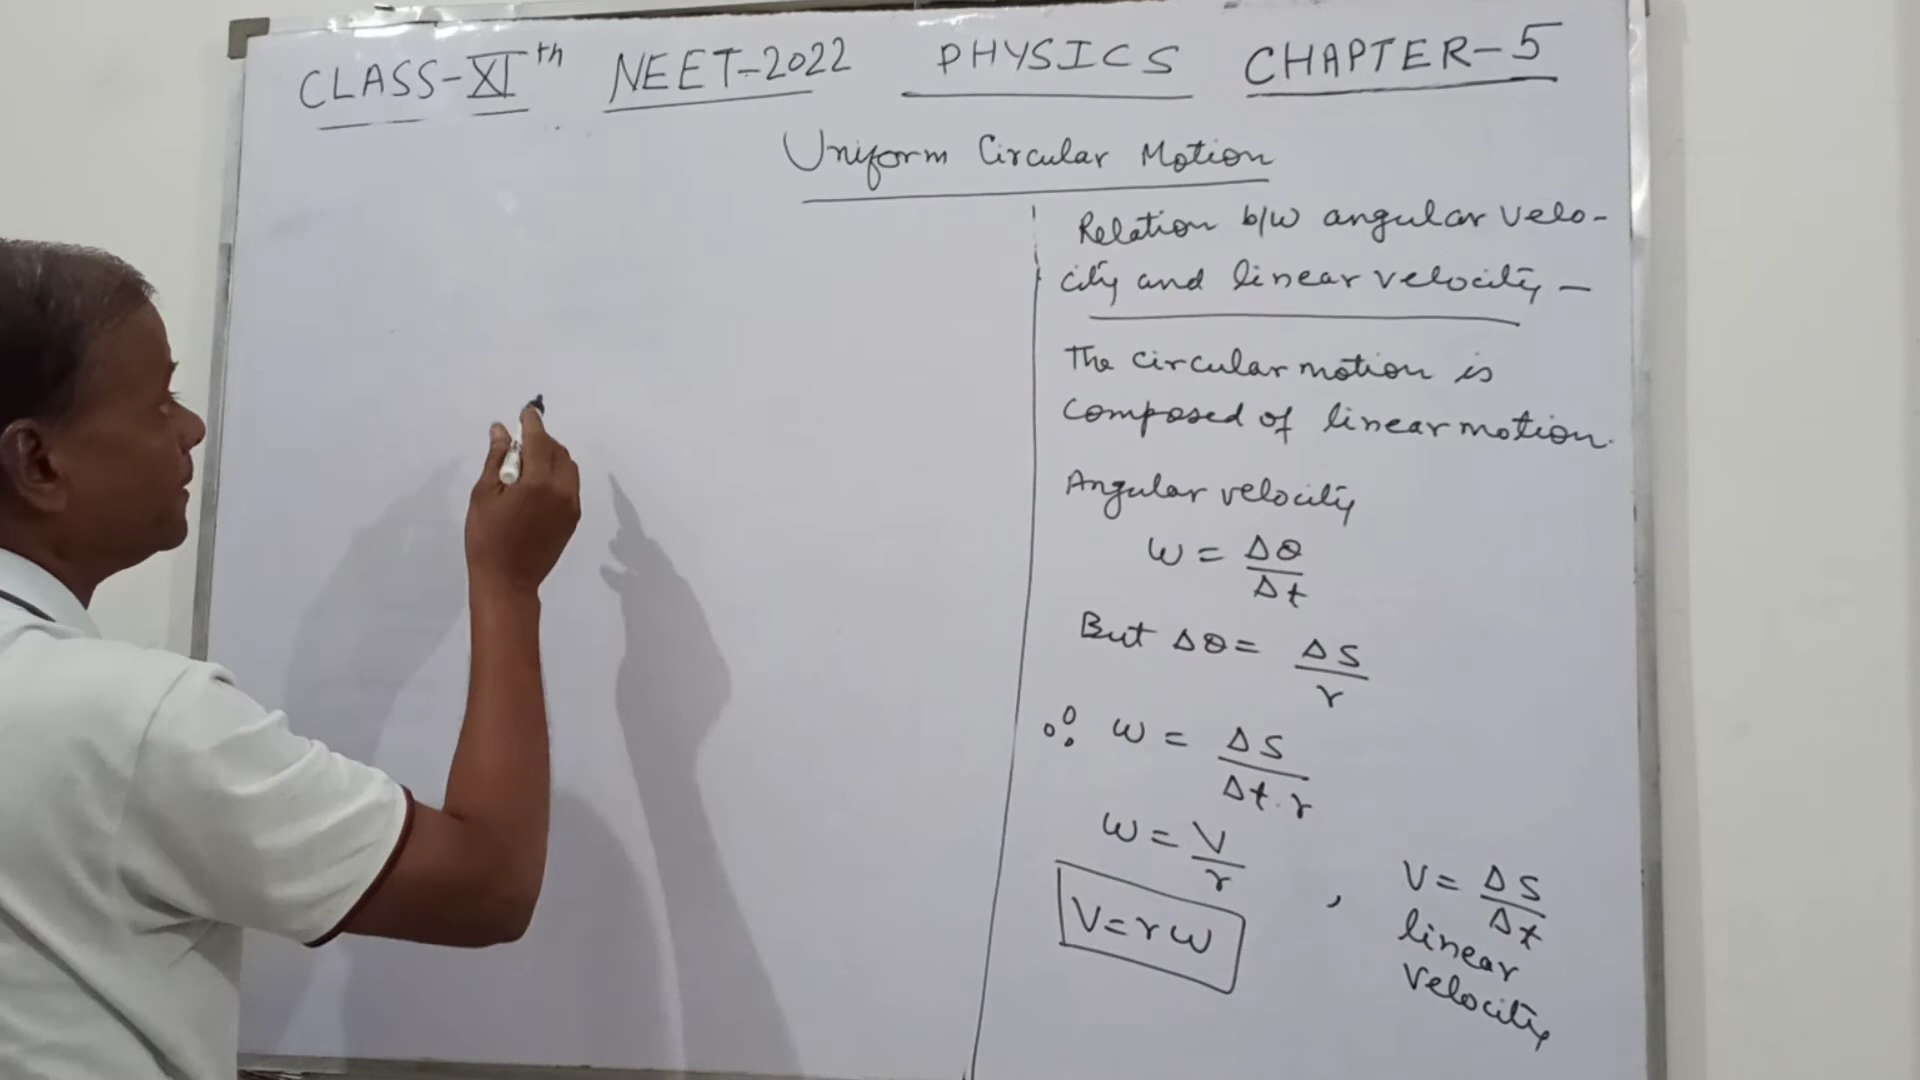 CLASS-XIth NEET-2022 PHYSICS CHAPTER-5
Uniform Circular Motion
Relation b/w angular velo-
city and linear velocity -
The circular motion is
composed of linear motion.
Angular velocity
ω = Δθ/Δt
But Δθ = ΔS/r
∴ ω = ΔS/Δt.r
ω = V/r , V = ΔS/Δt
linear
velocity
V=rω